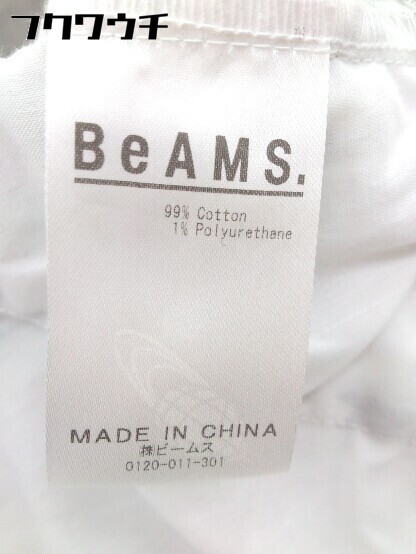 フクワウチ
BeAMS.
99% Cotton
1% Polyurethane
MADE IN CHINA
㈱ビームス
0120-011-301